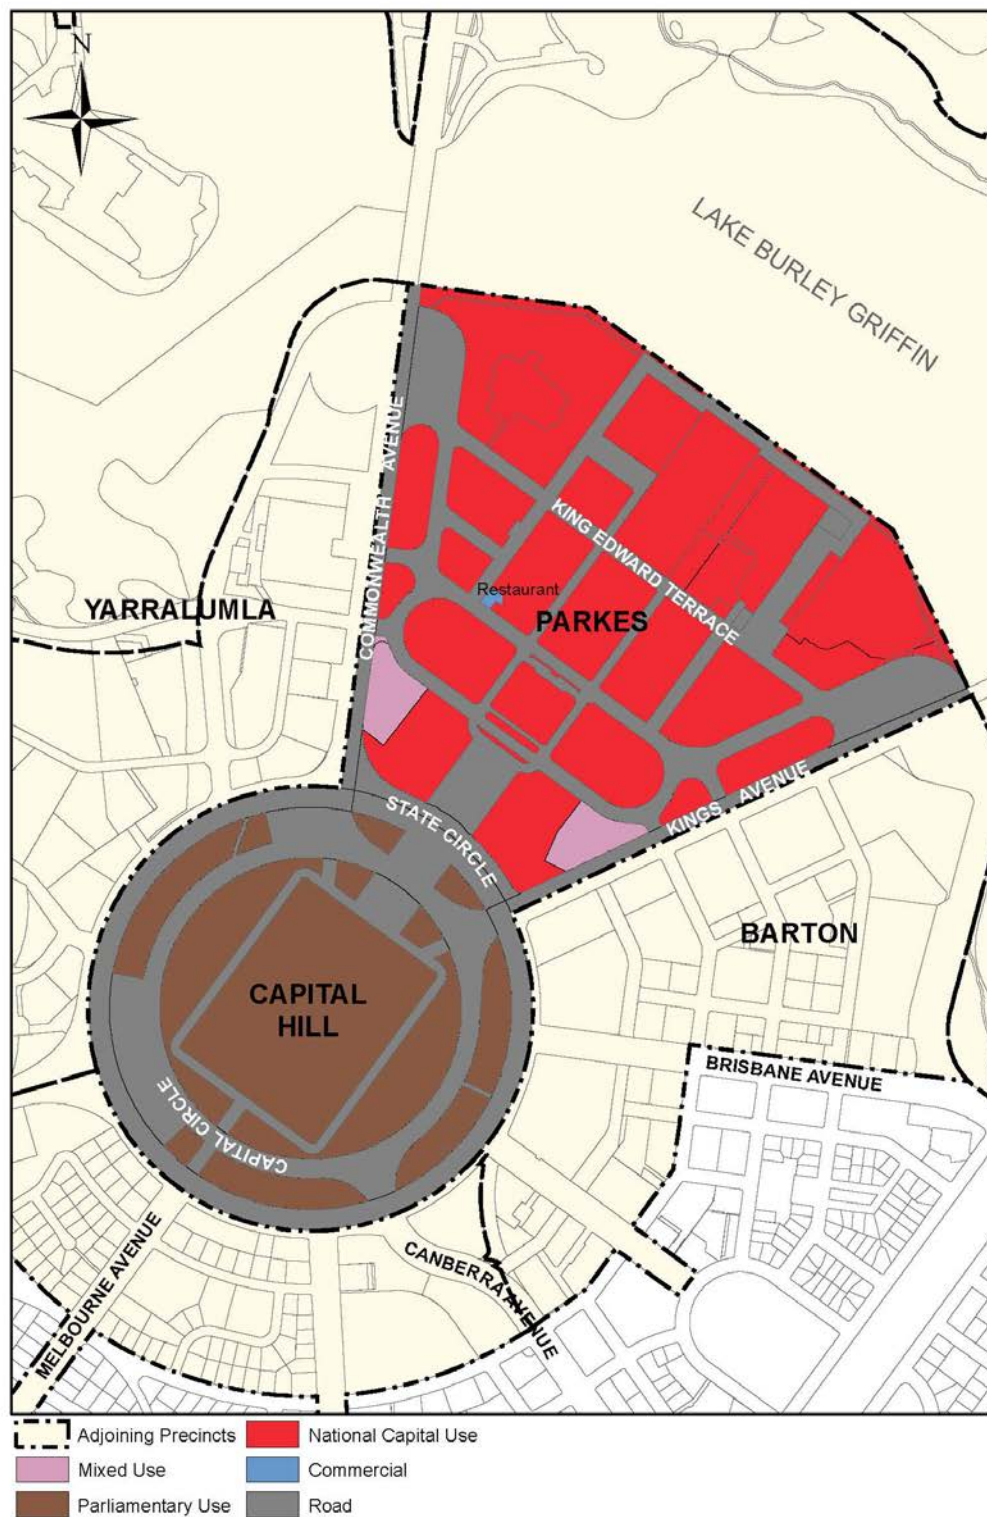 N
LAKE BURLEY GRIFFIN
COMMONWEALTH AVENUE
KING EDWARD TERRACE
Restaurant
YARRALUMLA
PARKES
STATE CIRCLE
KINGS AVENUE
BARTON
CAPITAL
HILL
BRISBANE AVENUE
CAPITAL CIRCLE
MELBOURNE AVENUE
CANBERRA AVENUE
Adjoining Precincts
National Capital Use
Mixed Use
Commercial
Parliamentary Use
Road